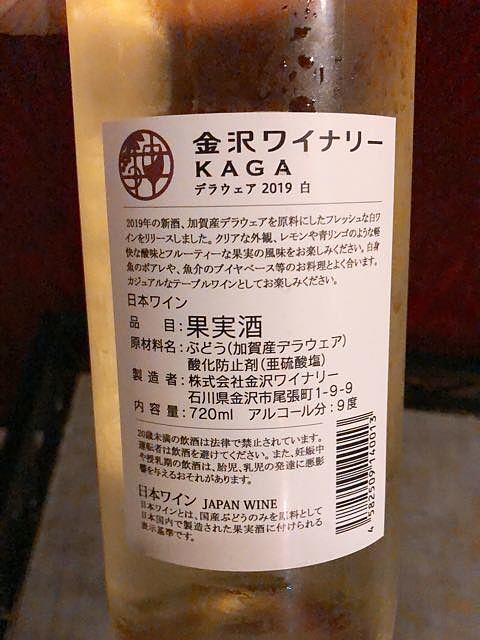 金沢ワイナリー
KAGA
デラウェア 2019 白
2019年の新酒、加賀産デラウェアを原料にしたフレッシュな白ワ
インをリリースしました。クリアな外観、レモンや青リンゴのような軽
快な酸味とフルーティーな果実の風味をお楽しみください。白身
魚のポアレや、魚介のブイヤベース等のお料理とよく合います。
カジュアルなテーブルワインとしてお楽しみください。
日本ワイン
品 目:果実酒
原材料名:ぶどう(加賀産デラウェア)
酸化防止剤(亜硫酸塩)
製造者:株式会社金沢ワイナリー
石川県金沢市尾張町1-9-9
内容量:720ml アルコール分:9度
20歳未満の飲酒は法律で禁止されています。
運転者は飲酒を避けてください。また、妊娠中
や授乳期の飲酒は、胎児、乳児の発達に悪影
響を与えるおそれがあります。
日本ワイン JAPAN WINE
日本ワインとは、国産ぶどうのみを原料として
日本国内で製造された果実酒に付けられる
表示基準です。
4 582509 140013